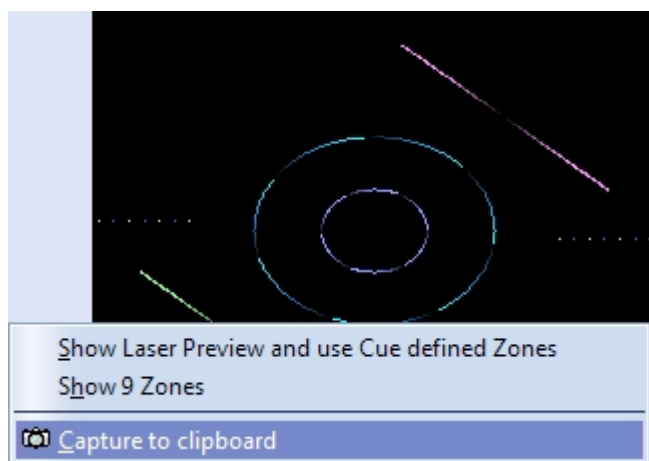 Show Laser Preview and use Cue defined Zones
Show 9 Zones
Capture to clipboard